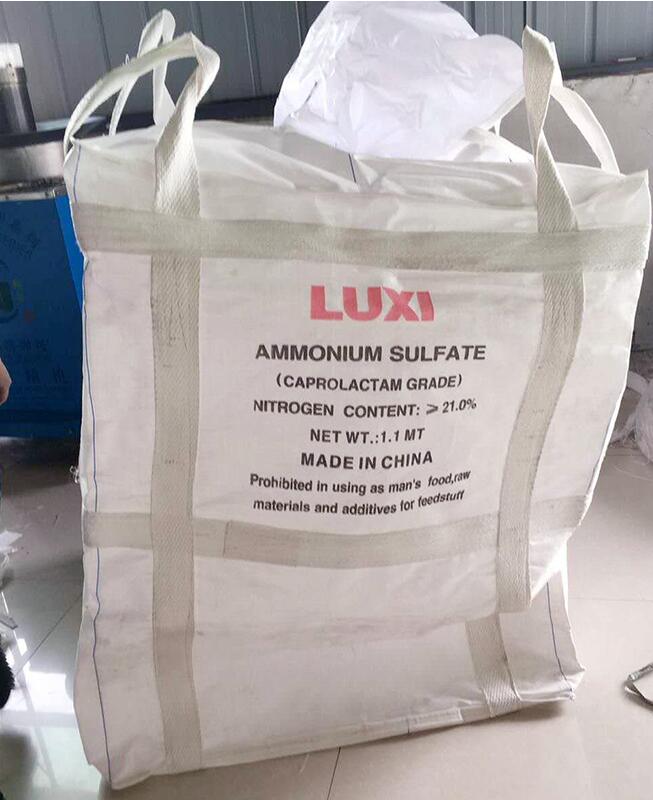 LUXI
AMMONIUM SULFATE
(CAPROLACTAM GRADE)
NITROGEN CONTENT: ⩾ 21.0%
NET WT.:1.1 MT
MADE IN CHINA
Prohibited in using as man's food,raw
materials and additives for feedstuff